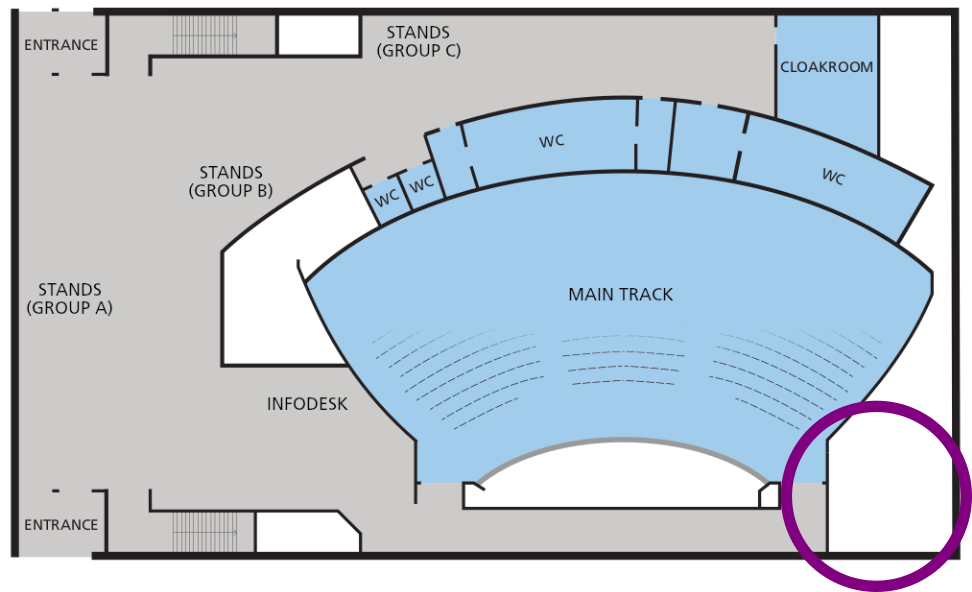 ENTRANCE
STANDS
(GROUP C)
CLOAKROOM
WC
STANDS
(GROUP B)
WC
WC
WC
STANDS
(GROUP A)
MAIN TRACK
INFODESK
ENTRANCE